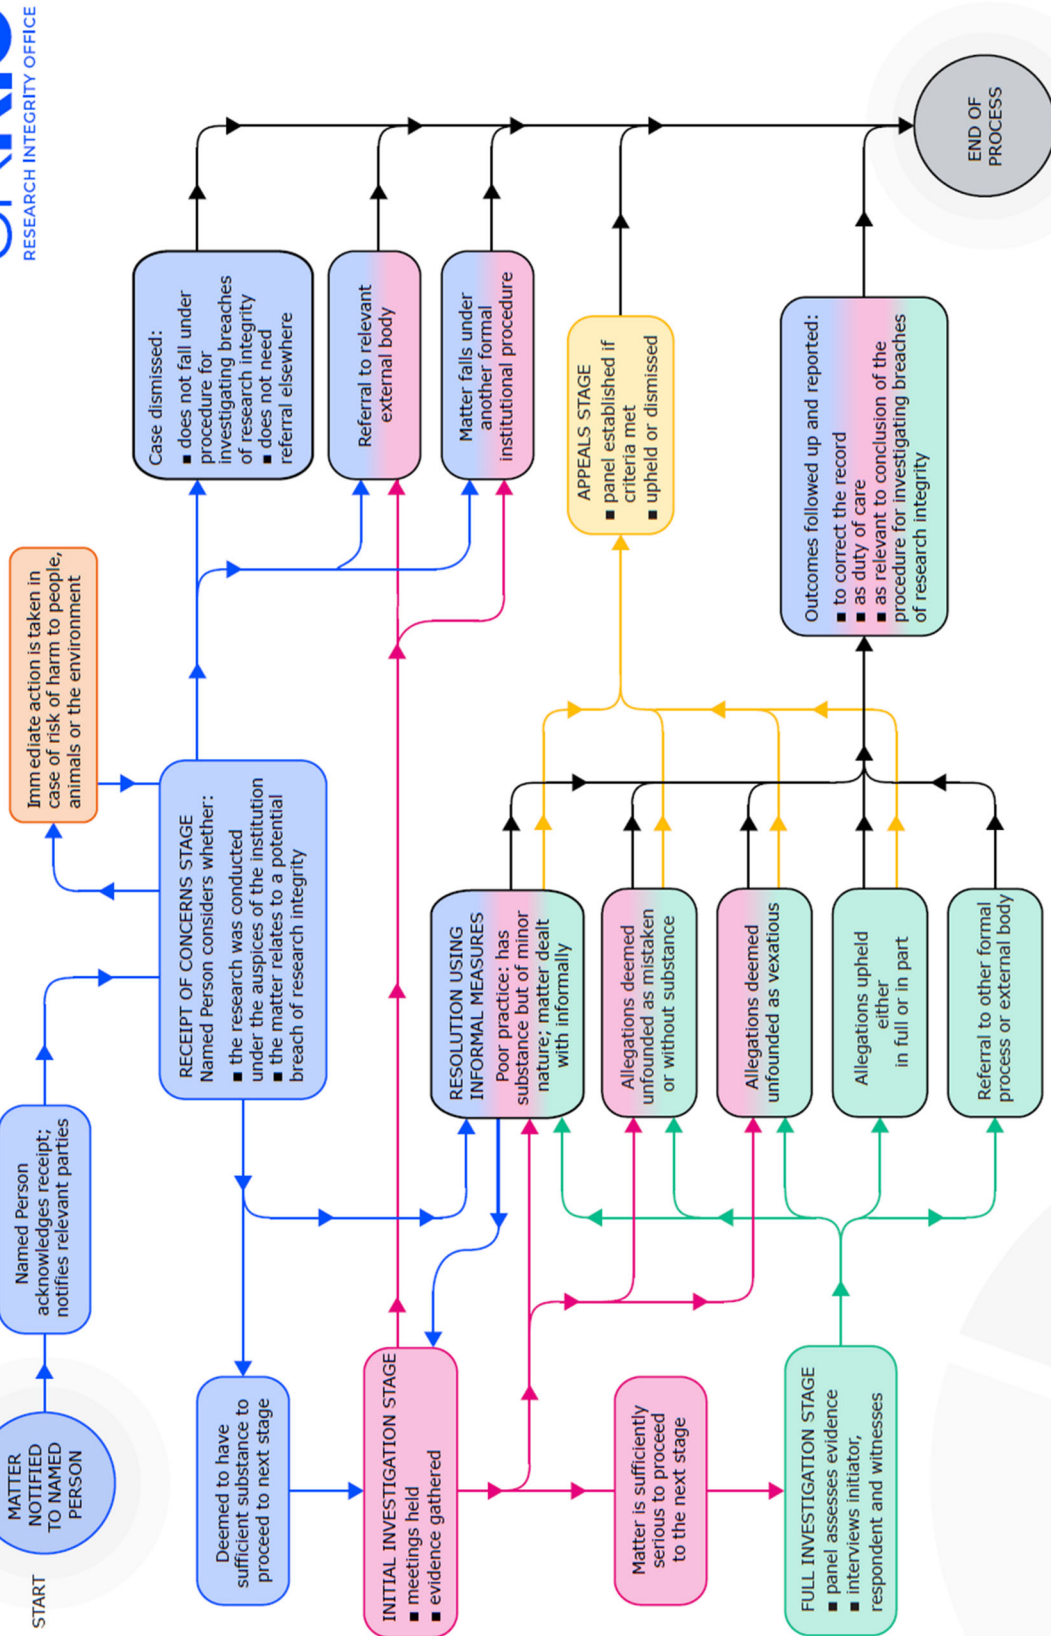 RESEARCH INTEGRITY OFFICE
START
MATTER
NOTIFIED
TO NAMED
PERSON
Named Person
acknowledges receipt;
notifies relevant parties
Immediate action is taken in
case of risk of harm to people,
animals or the environment
RECEIPT OF CONCERNS STAGE
Named Person considers whether:
▪ the research was conducted
under the auspices of the institution
▪ the matter relates to a potential
breach of research integrity
Case dismissed:
▪ does not fall under
procedure for
investigating breaches
of research integrity
▪ does not need
referral elsewhere
Referral to relevant
external body
Matter falls under
another formal
institutional procedure
Deemed to have
sufficient substance to
proceed to next stage
INITIAL INVESTIGATION STAGE
▪ meetings held
▪ evidence gathered
RESOLUTION USING
INFORMAL MEASURES
Poor practice: has
substance but of minor
nature; matter dealt
with informally
Allegations deemed
unfounded as mistaken
or without substance
Allegations deemed
unfounded as vexatious
Allegations upheld
either
in full or in part
Referral to other formal
process or external body
APPEALS STAGE
▪ panel established if
criteria met
▪ upheld or dismissed
Matter is sufficiently
serious to proceed
to the next stage
FULL INVESTIGATION STAGE
▪ panel assesses evidence
▪ interviews initiator,
respondent and witnesses
Outcomes followed up and reported:
▪ to correct the record
▪ as duty of care
▪ as relevant to conclusion of the
procedure for investigating breaches
of research integrity
END OF
PROCESS